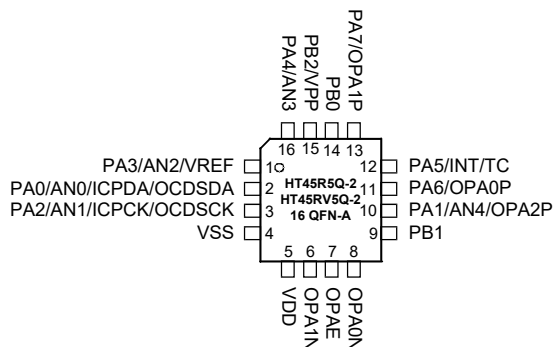 PA4/AN3
PB2/VPP
PB0
PA7/OPA1P
16 15 14 13
PA3/AN2/VREF 1
PA0/AN0/ICPDA/OCDSDA 2
PA2/AN1/ICPCK/OCDSCK 3
VSS 4
HT45R5Q-2
HT45RV5Q-2
16 QFN-A
12 PA5/INT/TC
11 PA6/OPA0P
10 PA1/AN4/OPA2P
9 PB1
5 6 7 8
VDD
OPA1N
OPAE
OPA0N